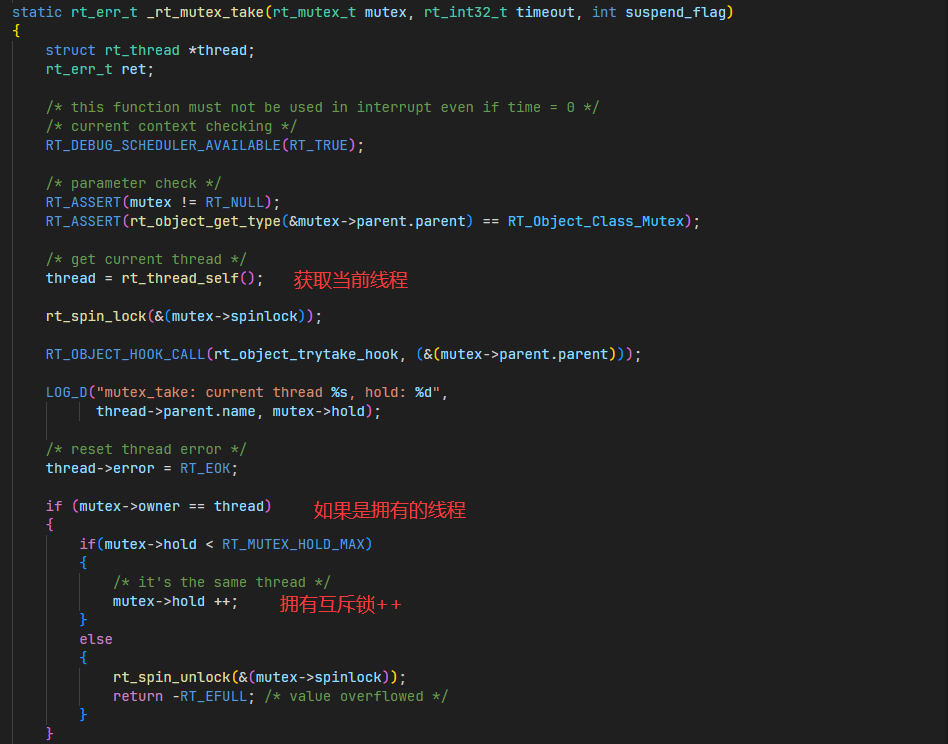 static rt_err_t _rt_mutex_take(rt_mutex_t mutex, rt_int32_t timeout, int suspend_flag)
{
    struct rt_thread *thread;
    rt_err_t ret;

    /* this function must not be used in interrupt even if time = 0 */
    /* current context checking */
    RT_DEBUG_SCHEDULER_AVAILABLE(RT_TRUE);

    /* parameter check */
    RT_ASSERT(mutex != RT_NULL);
    RT_ASSERT(rt_object_get_type(&mutex->parent.parent) == RT_Object_Class_Mutex);

    /* get current thread */
    thread = rt_thread_self(); 获取当前线程

    rt_spin_lock(&(mutex->spinlock));

    RT_OBJECT_HOOK_CALL(rt_object_trytake_hook, (&(mutex->parent.parent)));

    LOG_D("mutex_take: current thread %s, hold: %d",
          thread->parent.name, mutex->hold);

    /* reset thread error */
    thread->error = RT_EOK;

    if (mutex->owner == thread) 如果是拥有的线程
    {
        if(mutex->hold < RT_MUTEX_HOLD_MAX)
        {
            /* it's the same thread */
            mutex->hold ++; 拥有互斥锁++
        }
        else
        {
            rt_spin_unlock(&(mutex->spinlock));
            return -RT_EFULL; /* value overflowed */
        }
    }